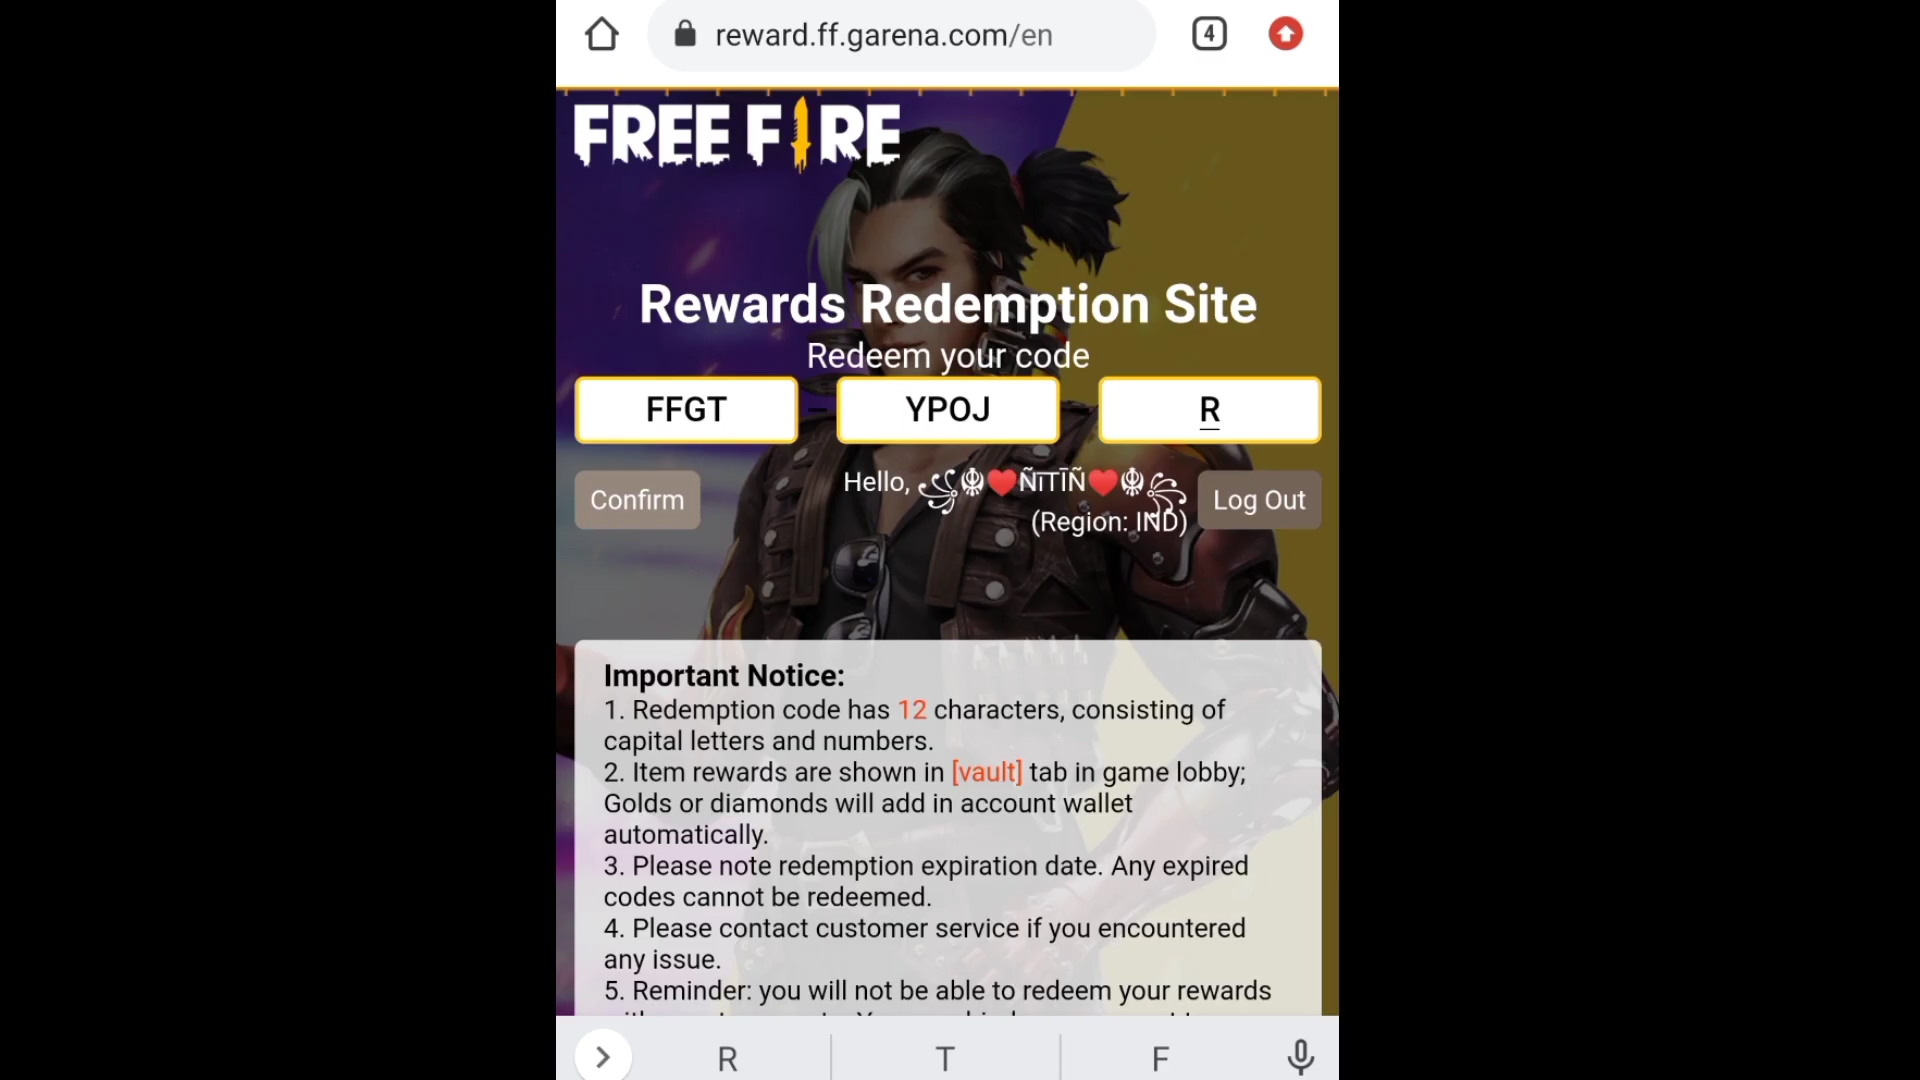 4
reward.ff.garena.com/en
FREE FIRE
Rewards Redemption Site
Redeem your code
FFGT - YPOJ R
Confirm
Hello, ꧁☬❤️ÑΪTĪÑ❤️☬꧂
(Region: IND)
Log Out
Important Notice:
1. Redemption code has 12 characters, consisting of
capital letters and numbers.
2. Item rewards are shown in [vault] tab in game lobby;
Golds or diamonds will add in account wallet
automatically.
3. Please note redemption expiration date. Any expired
codes cannot be redeemed.
4. Please contact customer service if you encountered
any issue.
5. Reminder: you will not be able to redeem your rewards
R T F